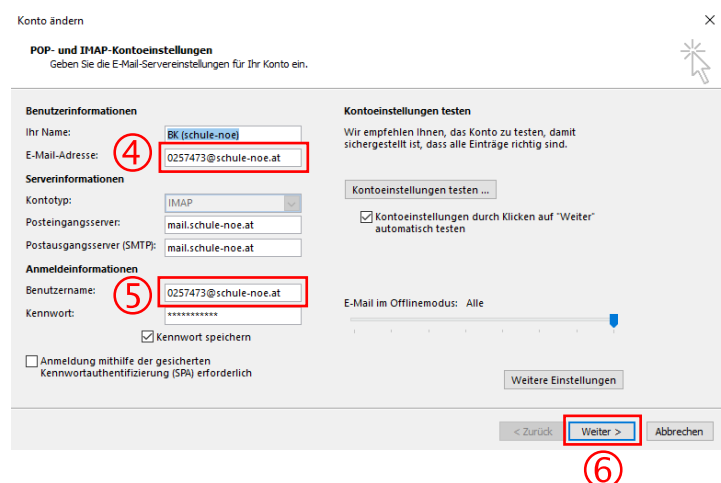 Konto ändern
POP- und IMAP-Kontoeinstellungen
Geben Sie die E-Mail-Servereinstellungen für Ihr Konto ein.
Benutzerinformationen
Ihr Name: BK (schule-noe)
E-Mail-Adresse: ④ 0257473@schule-noe.at
Serverinformationen
Kontotyp: IMAP
Posteingangsserver: mail.schule-noe.at
Postausgangsserver (SMTP): mail.schule-noe.at
Anmeldeinformationen
Benutzername: ⑤ 0257473@schule-noe.at
Kennwort: ***********
Kennwort speichern
Anmeldung mithilfe der gesicherten
Kennwortauthentifizierung (SPA) erforderlich
Kontoeinstellungen testen
Wir empfehlen Ihnen, das Konto zu testen, damit
sichergestellt ist, dass alle Einträge richtig sind.
Kontoeinstellungen testen ...
Kontoeinstellungen durch Klicken auf "Weiter"
automatisch testen
E-Mail im Offlinemodus: Alle
Weitere Einstellungen
< Zurück Weiter > Abbrechen
⑥